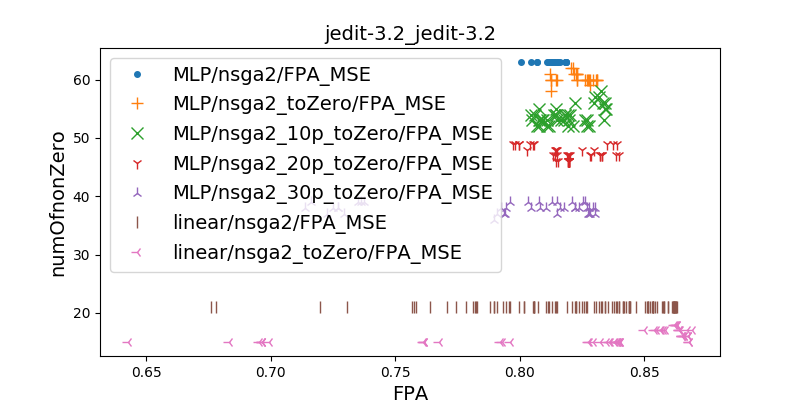 jedit-3.2_jedit-3.2
MLP/nsga2/FPA_MSE
MLP/nsga2_toZero/FPA_MSE
MLP/nsga2_10p_toZero/FPA_MSE
MLP/nsga2_20p_toZero/FPA_MSE
MLP/nsga2_30p_toZero/FPA_MSE
linear/nsga2/FPA_MSE
linear/nsga2_toZero/FPA_MSE
numOfnonZero
60
50
40
30
20
0.65 0.70 0.75 0.80 0.85
FPA